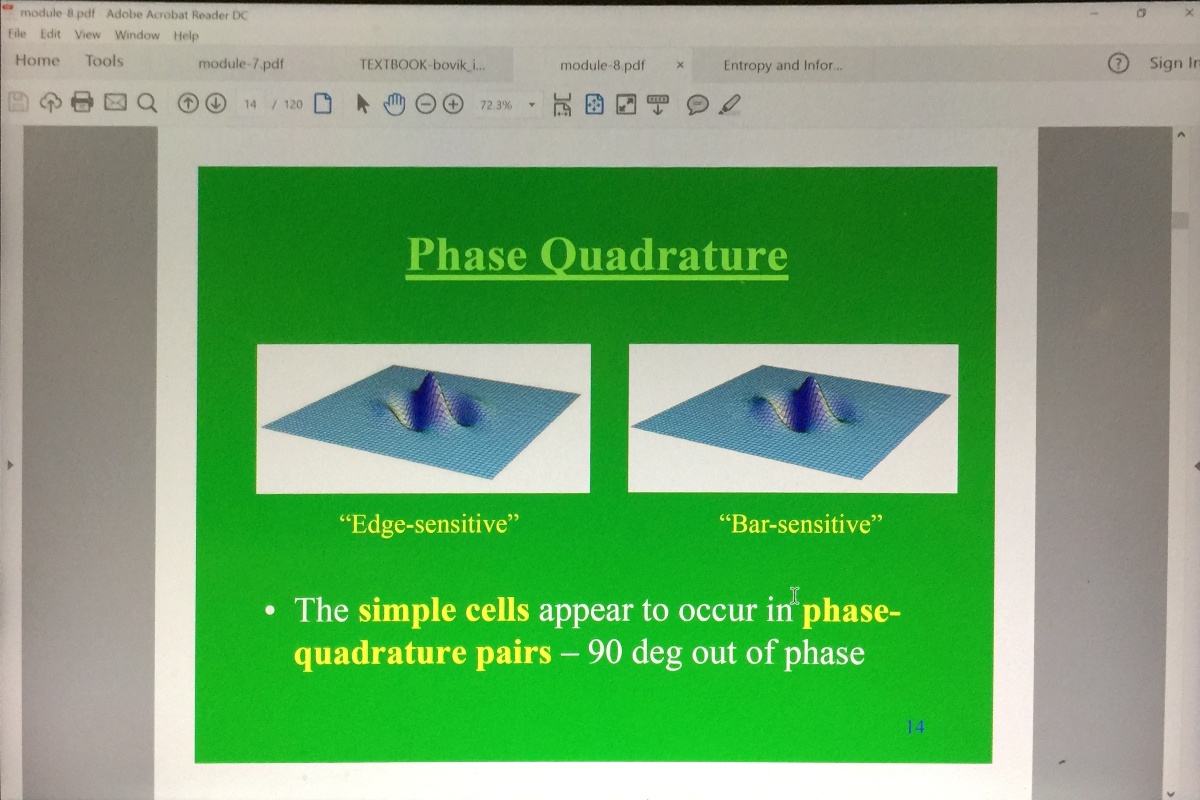 module-8.pdf Adobe Acrobat Reader DC
File Edit View Window Help
Home Tools module-7.pdf TEXTBOOK-bovik_i... module-8.pdf × Entropy and Infor... ? Sign In
14 / 120 72.3%
Phase Quadrature
“Edge-sensitive” “Bar-sensitive”
• The simple cells appear to occur in phase-
quadrature pairs – 90 deg out of phase
14